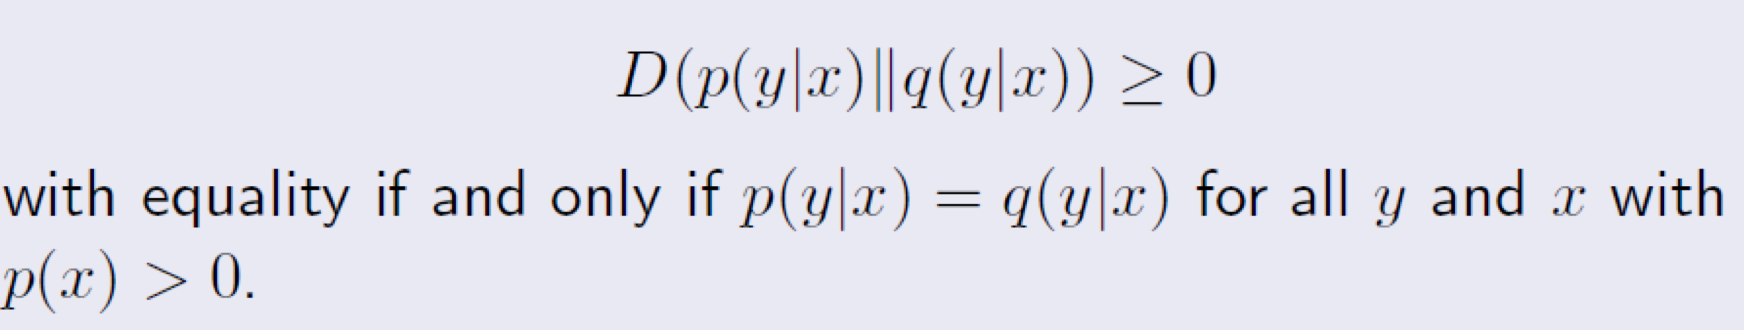 D(p(y|x)||q(y|x)) ≥ 0
with equality if and only if p(y|x) = q(y|x) for all y and x with
p(x) > 0.